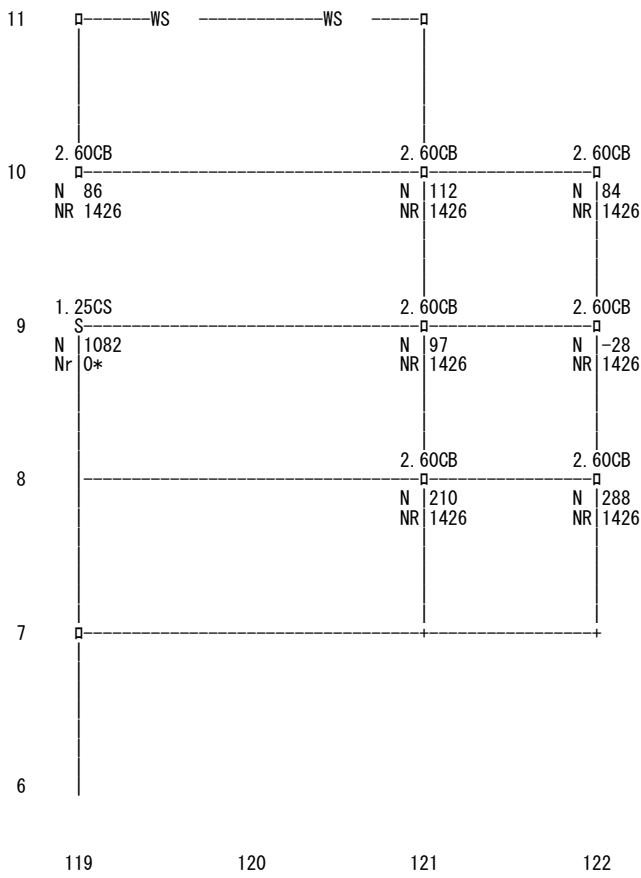 11 WS WS
2.60CB 2.60CB 2.60CB
10
N 86 N 112 N 84
NR 1426 NR 1426 NR 1426
1.25CS 2.60CB 2.60CB
9 S
N 1082 N 97 N -28
Nr 0* NR 1426 NR 1426
2.60CB 2.60CB
8
N 210 N 288
NR 1426 NR 1426
7
6
119 120 121 122